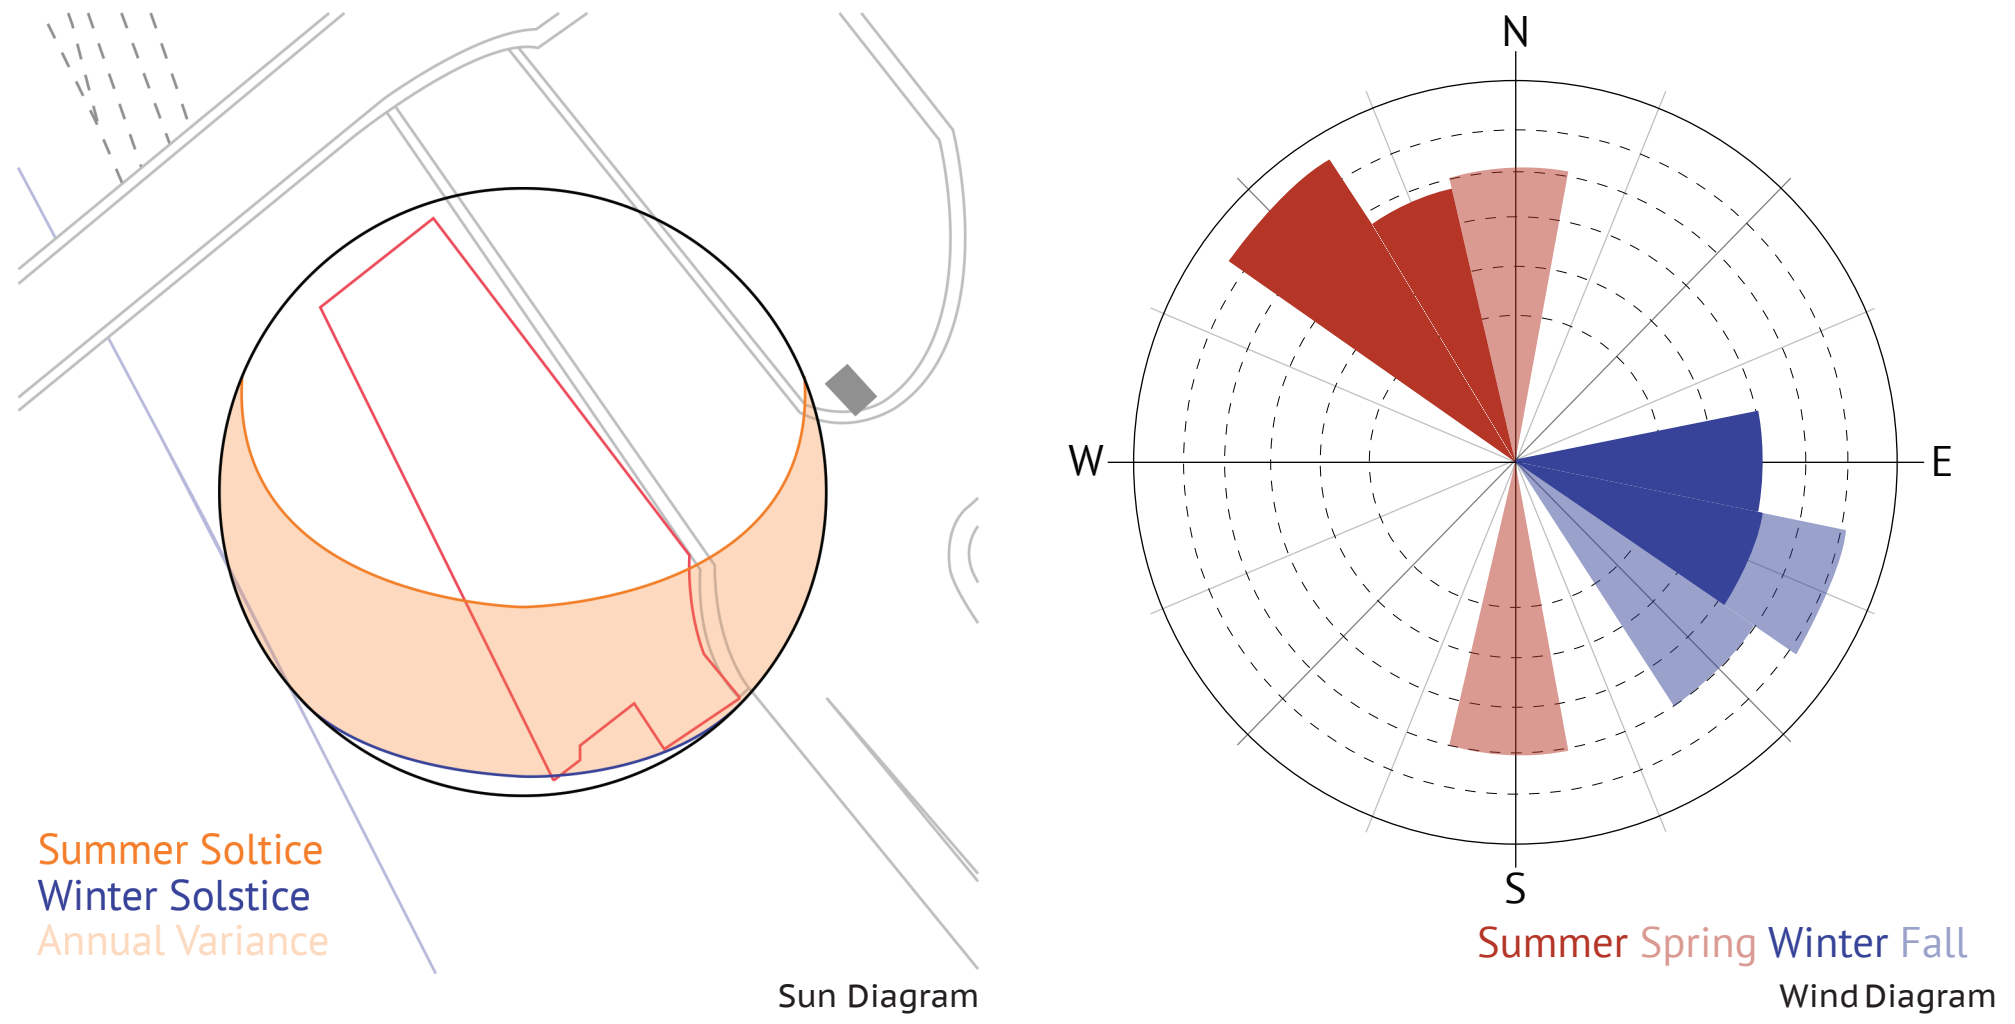 Summer Soltice
Winter Solstice
Annual Variance
Sun Diagram
N
W
E
S
Summer Spring Winter Fall
Wind Diagram